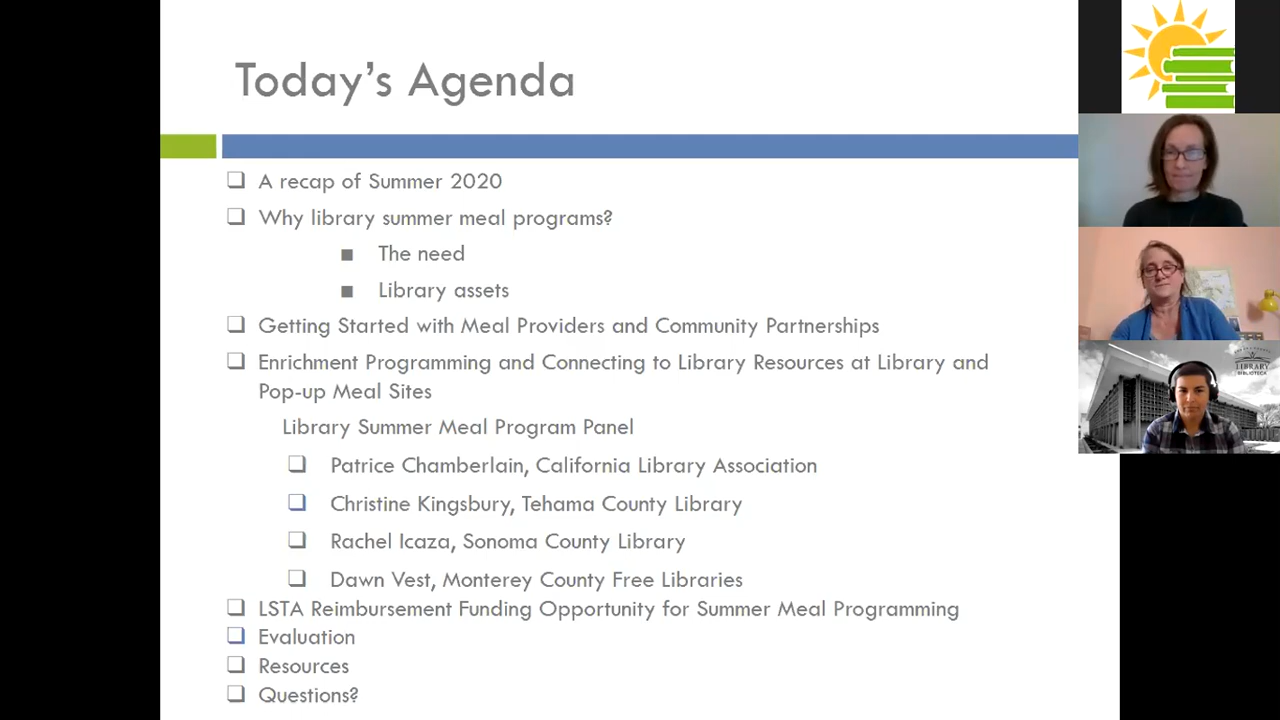 Today's Agenda
A recap of Summer 2020
Why library summer meal programs?
The need
Library assets
Getting Started with Meal Providers and Community Partnerships
Enrichment Programming and Connecting to Library Resources at Library and
Pop-up Meal Sites
Library Summer Meal Program Panel
Patrice Chamberlain, California Library Association
Christine Kingsbury, Tehama County Library
Rachel Icaza, Sonoma County Library
Dawn Vest, Monterey County Free Libraries
LSTA Reimbursement Funding Opportunity for Summer Meal Programming
Evaluation
Resources
Questions?
LIBRARY
BIBLIOTECA